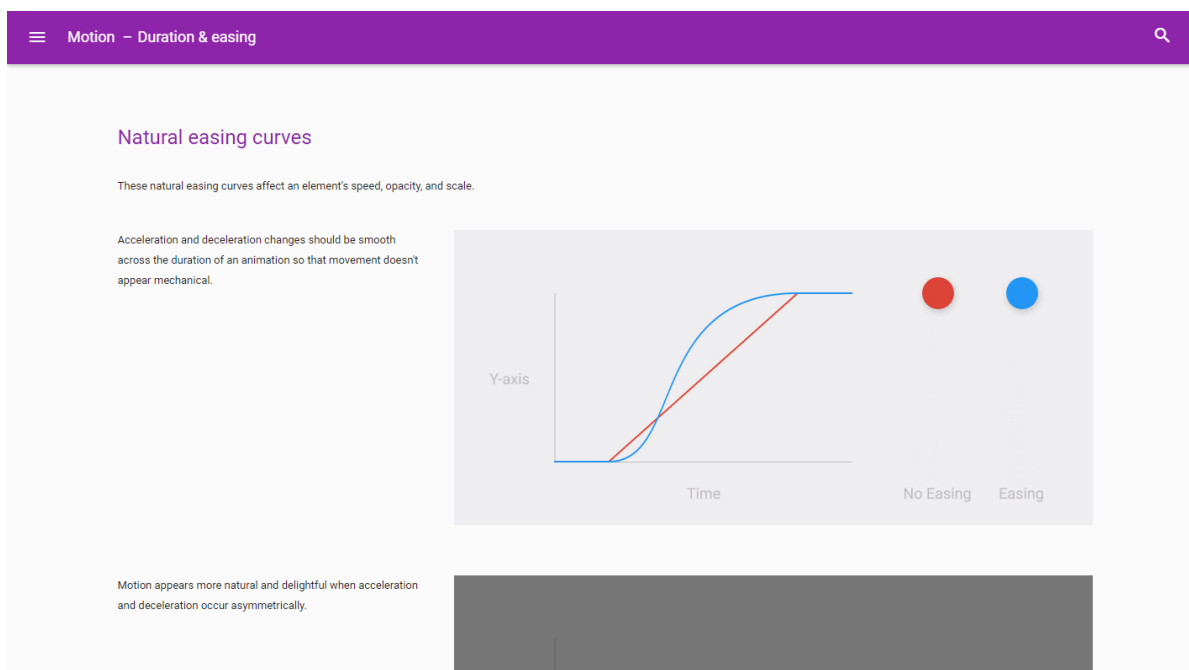 Motion – Duration & easing
Natural easing curves
These natural easing curves affect an element's speed, opacity, and scale.
Acceleration and deceleration changes should be smooth
across the duration of an animation so that movement doesn't
appear mechanical.
Y-axis
Time
No Easing
Easing
Motion appears more natural and delightful when acceleration
and deceleration occur asymmetrically.